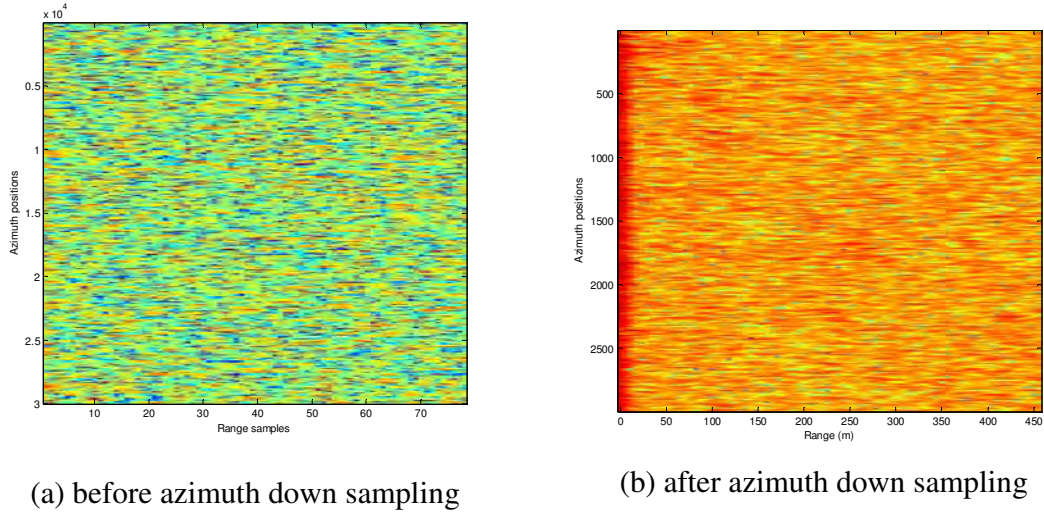 x 10⁴
0.5
1
1.5
2
2.5
3
Azimuth positions
10 20 30 40 50 60 70
Range samples
(a) before azimuth down sampling
500
1000
1500
2000
2500
Azimuth positions
0 50 100 150 200 250 300 350 400 450
Range (m)
(b) after azimuth down sampling